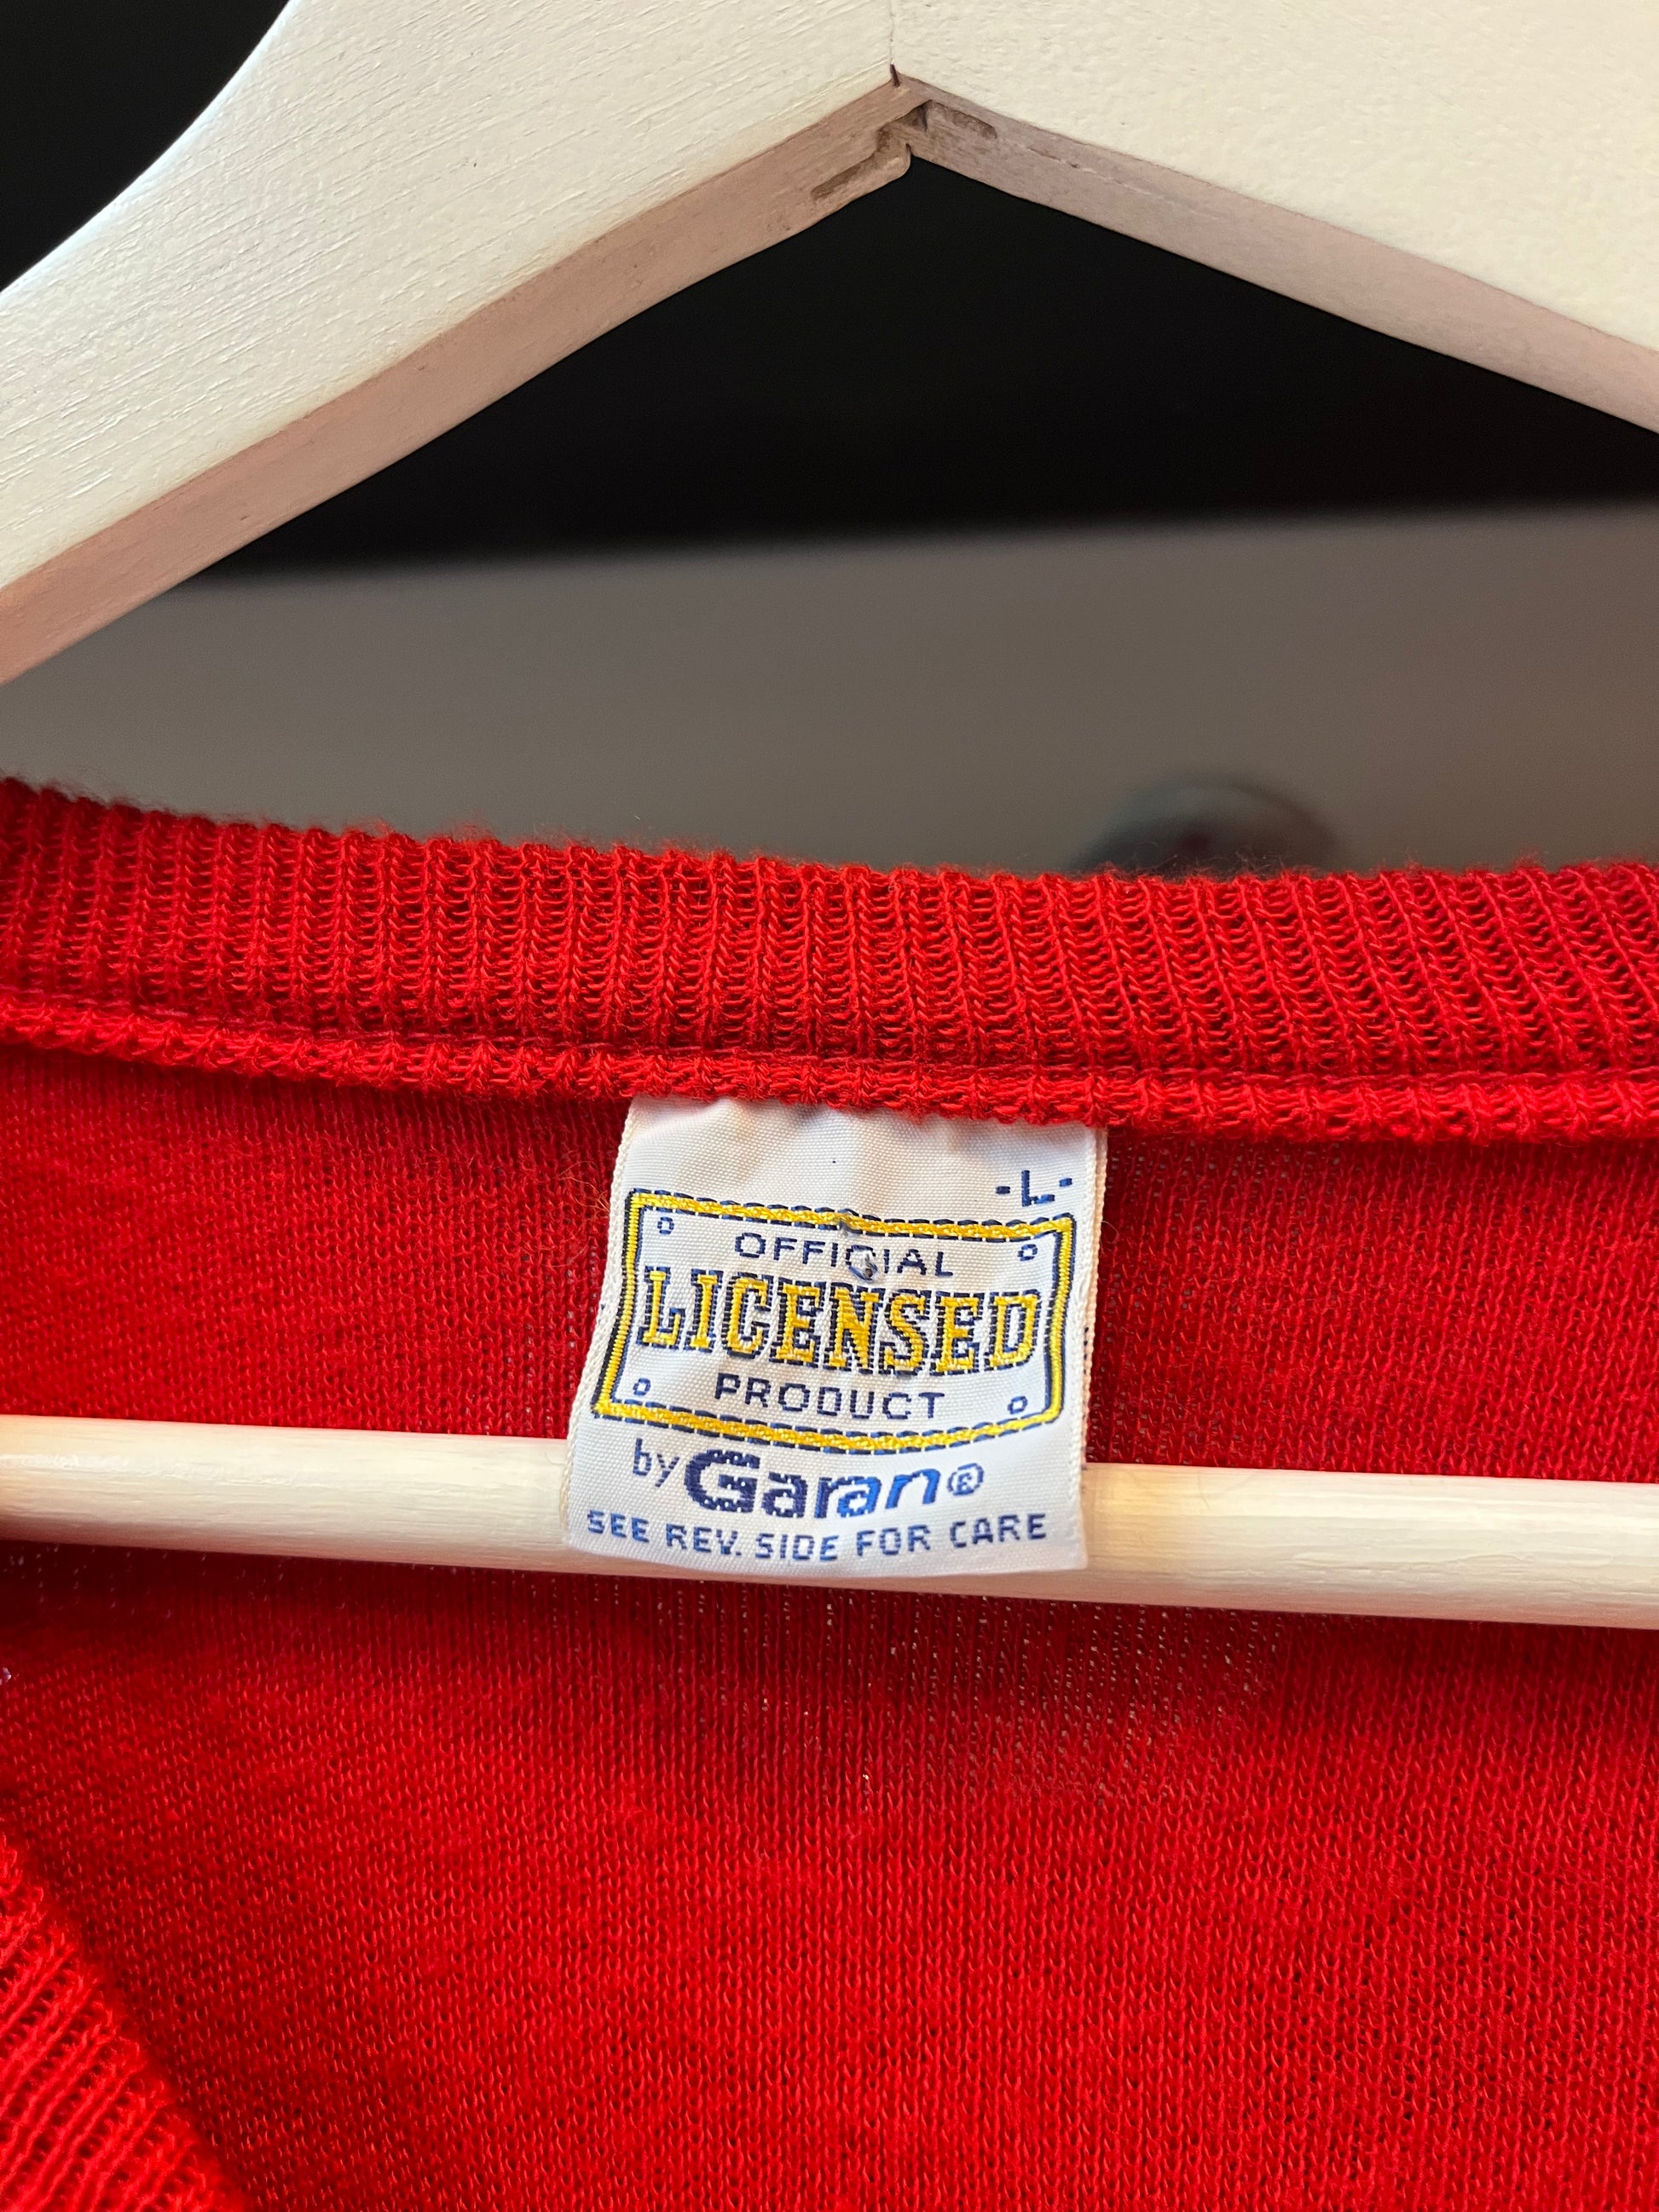 -L-
OFFICIAL
LICENSED
PRODUCT
by Garan®
SEE REV. SIDE FOR CARE